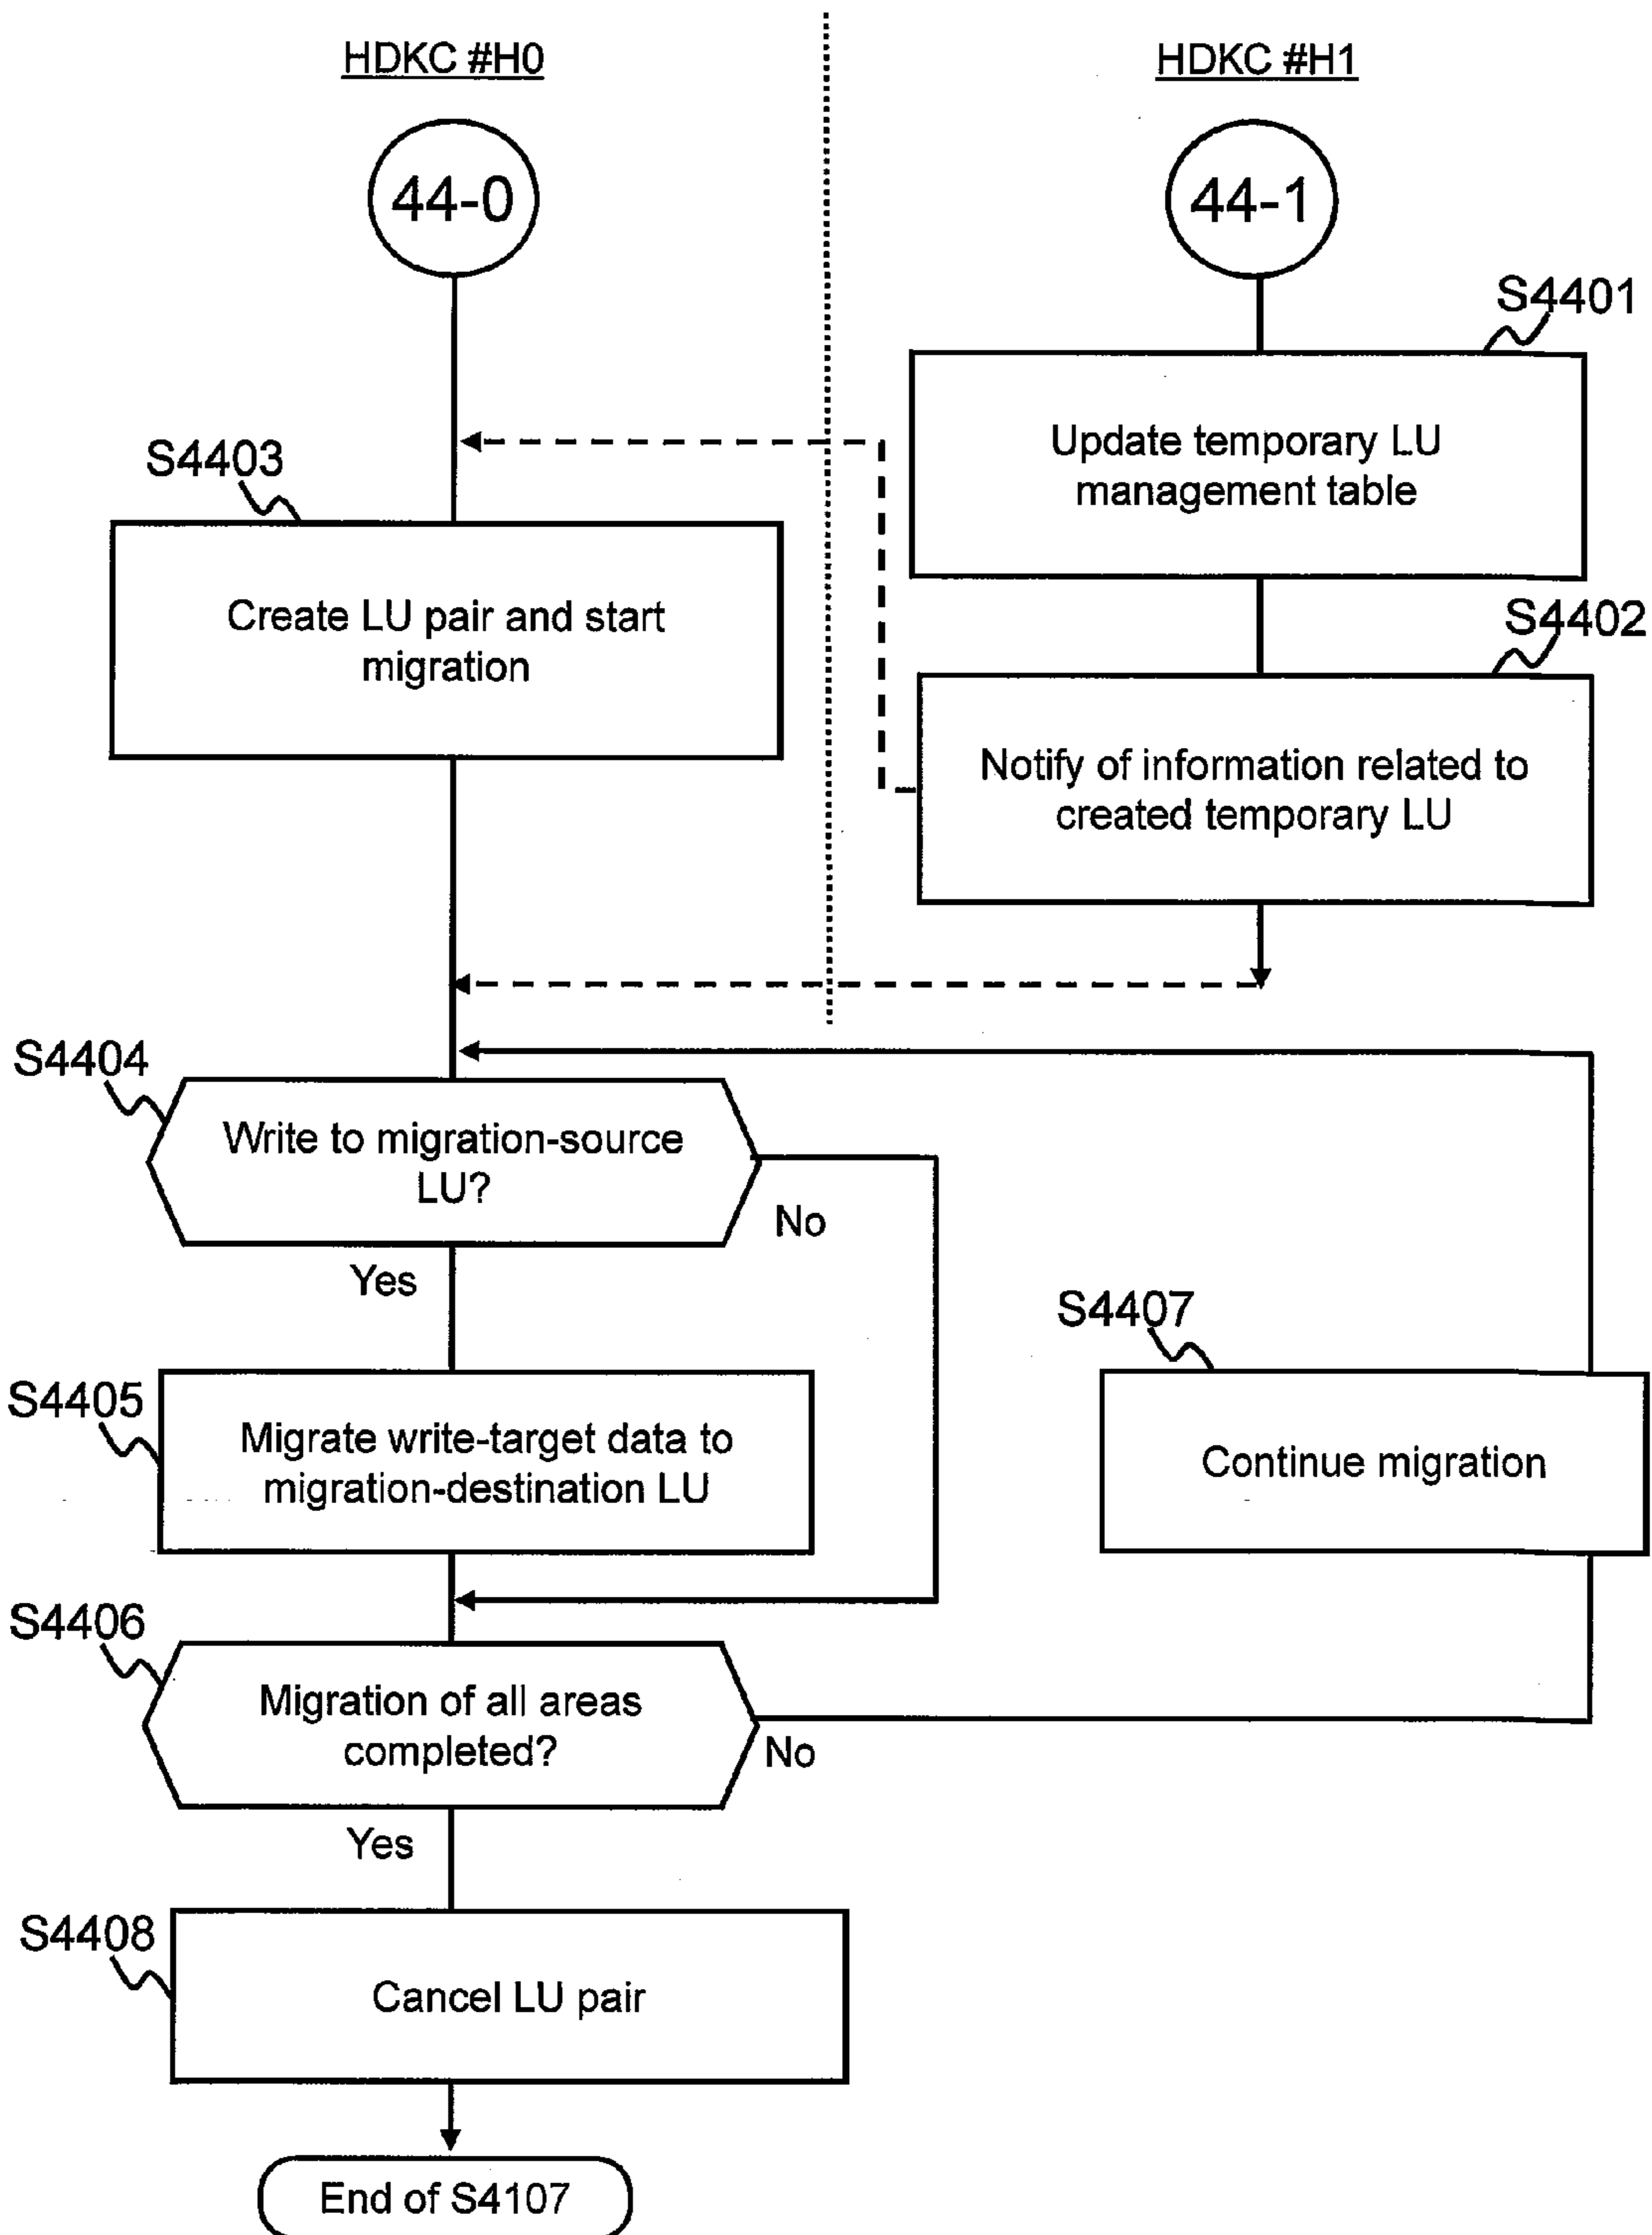 HDKC #H0
HDKC #H1
44-0
44-1
S4401
Update temporary LU
management table
S4403
Create LU pair and start
migration
S4402
Notify of information related to
created temporary LU
S4404
Write to migration-source
LU?
No
Yes
S4407
Continue migration
S4405
Migrate write-target data to
migration-destination LU
S4406
Migration of all areas
completed?
No
Yes
S4408
Cancel LU pair
End of S4107